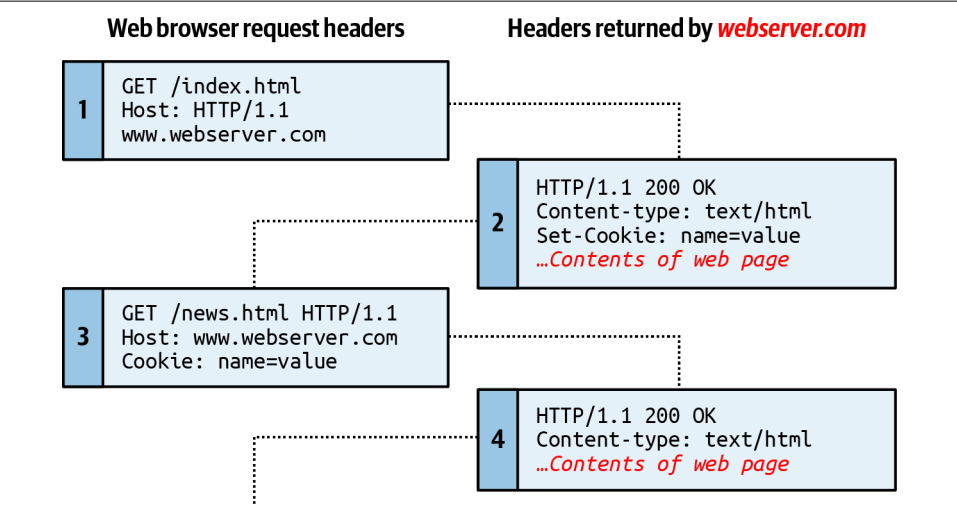 Web browser request headers
Headers returned by webserver.com
1
GET /index.html
Host: HTTP/1.1
www.webserver.com
2
HTTP/1.1 200 OK
Content-type: text/html
Set-Cookie: name=value
…Contents of web page
3
GET /news.html HTTP/1.1
Host: www.webserver.com
Cookie: name=value
4
HTTP/1.1 200 OK
Content-type: text/html
…Contents of web page